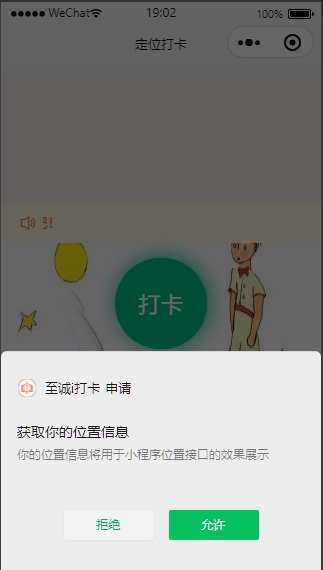 WeChat 19:02 100%
定位打卡
引!
打卡
至诚i打卡 申请
获取你的位置信息
你的位置信息将用于小程序位置接口的效果展示
拒绝 允许